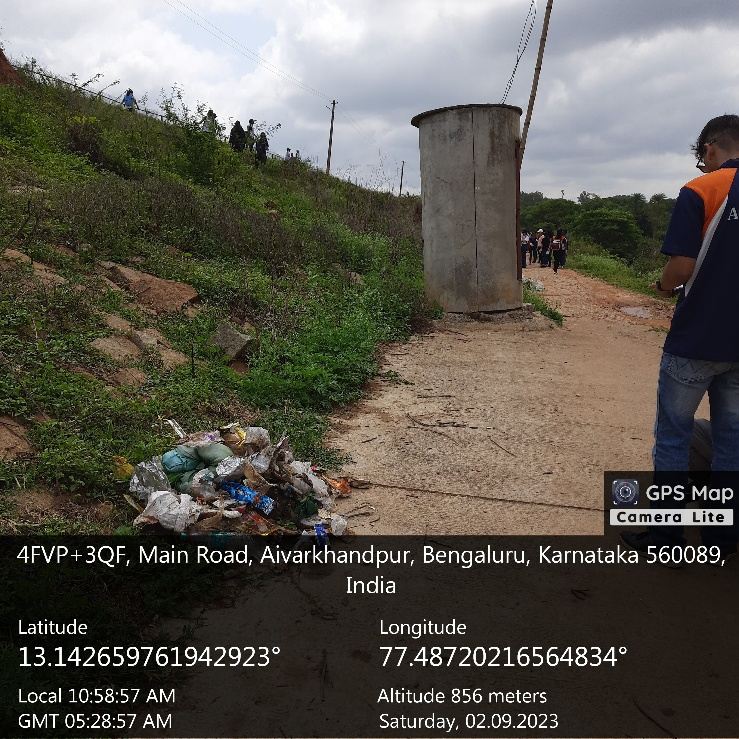 A
GPS Map
Camera Lite
4FVP+3QF, Main Road, Aivarkhandpur, Bengaluru, Karnataka 560089,
India
Latitude
13.142659761942923°
Longitude
77.48720216564834°
Local 10:58:57 AM
GMT 05:28:57 AM
Altitude 856 meters
Saturday, 02.09.2023